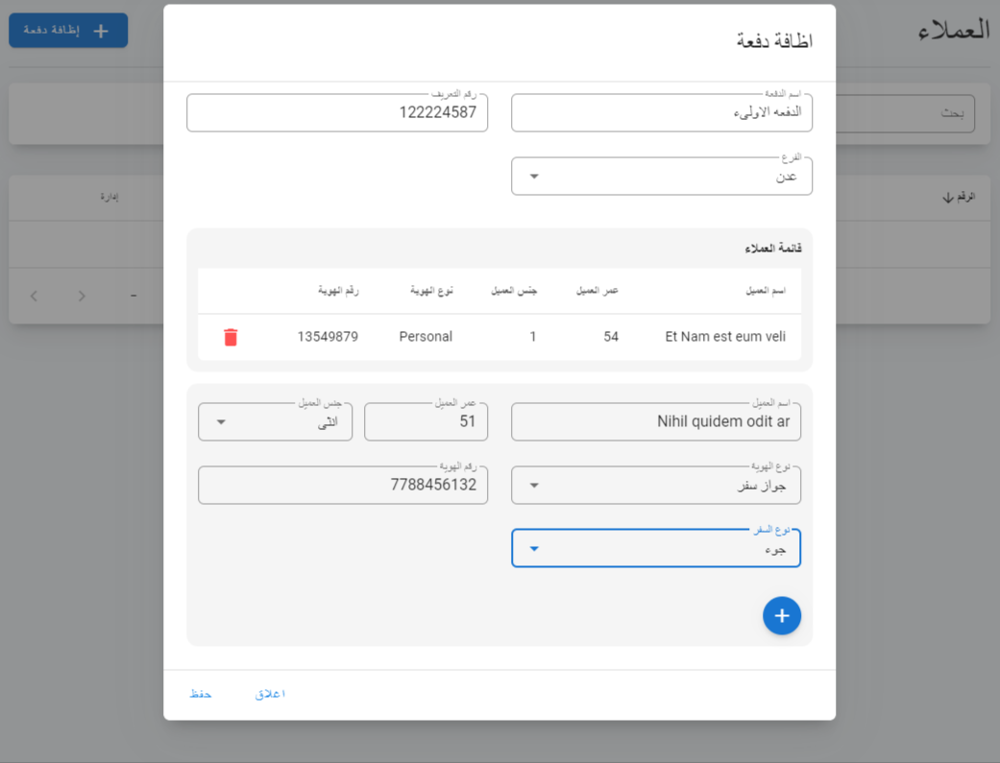 العملاء
إظافة دفعة
اظافة دفعة
اسم الدفعة
الدفعه الاولىء
رقم التعريف
122224587
بحث
الفرع
عدن
الرقم
إدارة
قائمة العملاء
اسم العميل عمر العميل جنس العميل نوع الهوية رقم الهوية
Et Nam est eum veli 54 1 Personal 13549879
-
اسم العميل
Nihil quidem odit ar
عمر العميل
51
جنس العميل
انثى
نوع الهوية
جواز سفر
رقم الهوية
7788456132
نوع السفر
جوء
اغلاق
حفظ